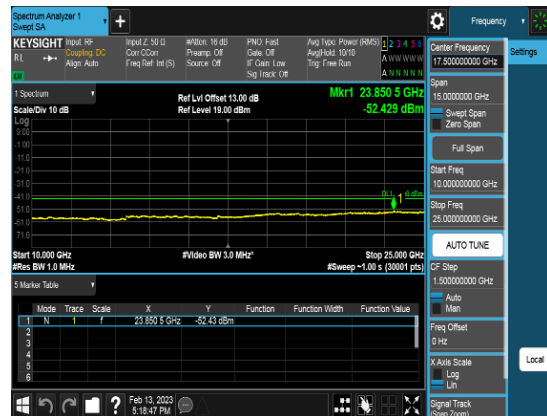 Spectrum Analyzer 1
Swept SA
+
Frequency
KEYSIGHT
RL
Input: RF
Coupling: DC
Align: Auto
Input Z: 50 Ω
Corr CCorr
Freq Ref: Int (S)
#Atten: 16 dB
Preamp: Off
Source: Off
PNO: Fast
Gate: Off
IF Gain: Low
Sig Track: Off
Avg Type: Power (RMS)
Avg|Hold: 10/10
Trig: Free Run
1 2 3 4 5 6
A W W W W W
A N N N N N
LV
1 Spectrum
Scale/Div 10 dB
Ref Lvl Offset 13.00 dB
Ref Level 19.00 dBm
Mkr1 23.850 5 GHz
-52.429 dBm
Log
9.00
-1.00
-11.0
-21.0
-31.0
-41.0
-51.0
-61.0
-71.0
1
Start 10.000 GHz
#Res BW 1.0 MHz
#Video BW 3.0 MHz*
Stop 25.000 GHz
#Sweep ~1.00 s (30001 pts)
5 Marker Table
Mode Trace Scale X Y Function Function Width Function Value
1 N 1 f 23.850 5 GHz -52.43 dBm
2
3
4
5
6
Feb 13, 2023
5:18:47 PM
?
Center Frequency
17.500000000 GHz
Settings
Span
15.0000000 GHz
Swept Span
Zero Span
Full Span
Start Freq
10.000000000 GHz
Stop Freq
25.000000000 GHz
AUTO TUNE
CF Step
1.500000000 GHz
Auto
Man
Freq Offset
0 Hz
X Axis Scale
Log
Lin
Local
Signal Track
(Span Zoom)